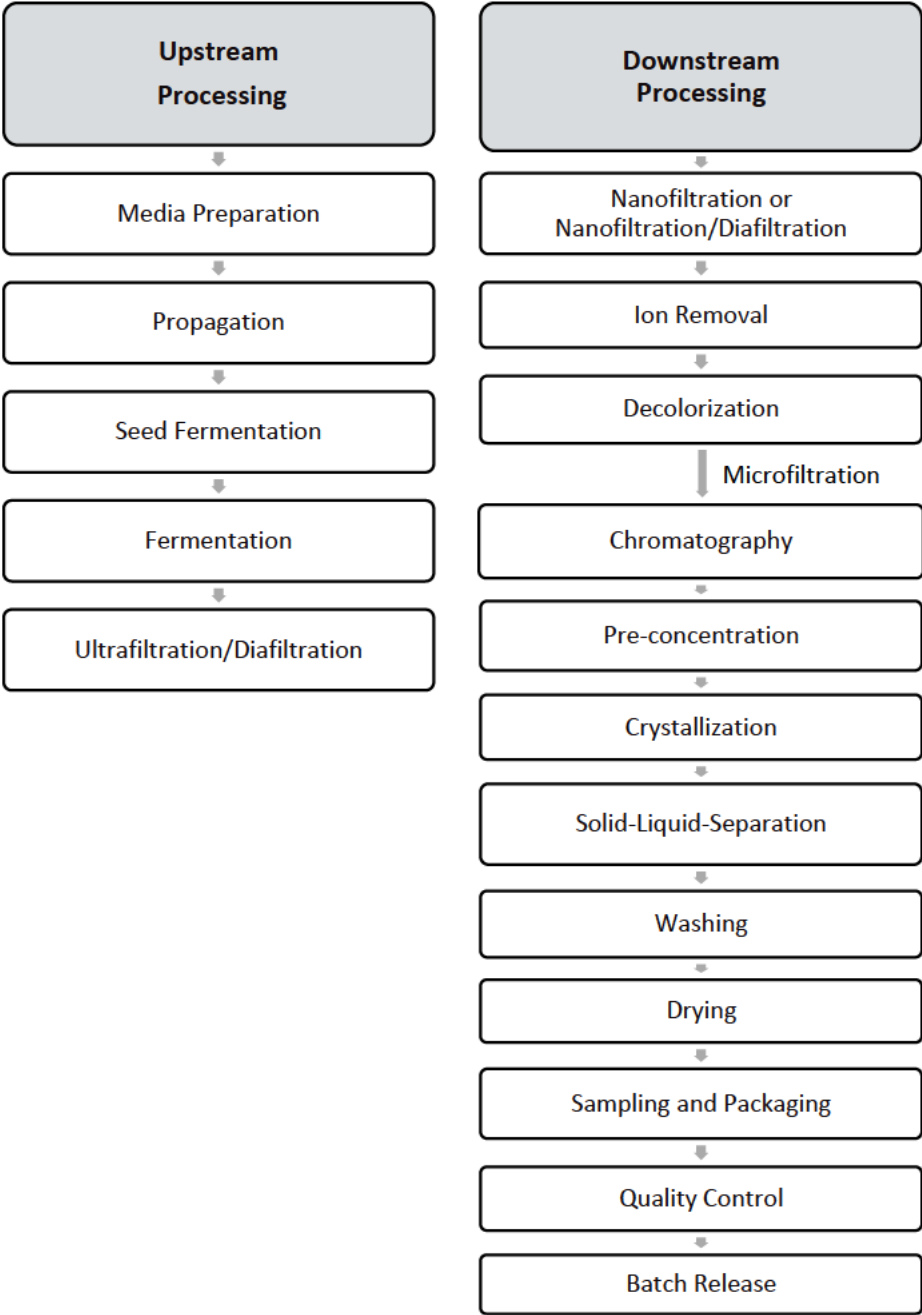 Upstream
Processing
Media Preparation
Propagation
Seed Fermentation
Fermentation
Ultrafiltration/Diafiltration
Downstream
Processing
Nanofiltration or
Nanofiltration/Diafiltration
Ion Removal
Decolorization
Microfiltration
Chromatography
Pre-concentration
Crystallization
Solid-Liquid-Separation
Washing
Drying
Sampling and Packaging
Quality Control
Batch Release